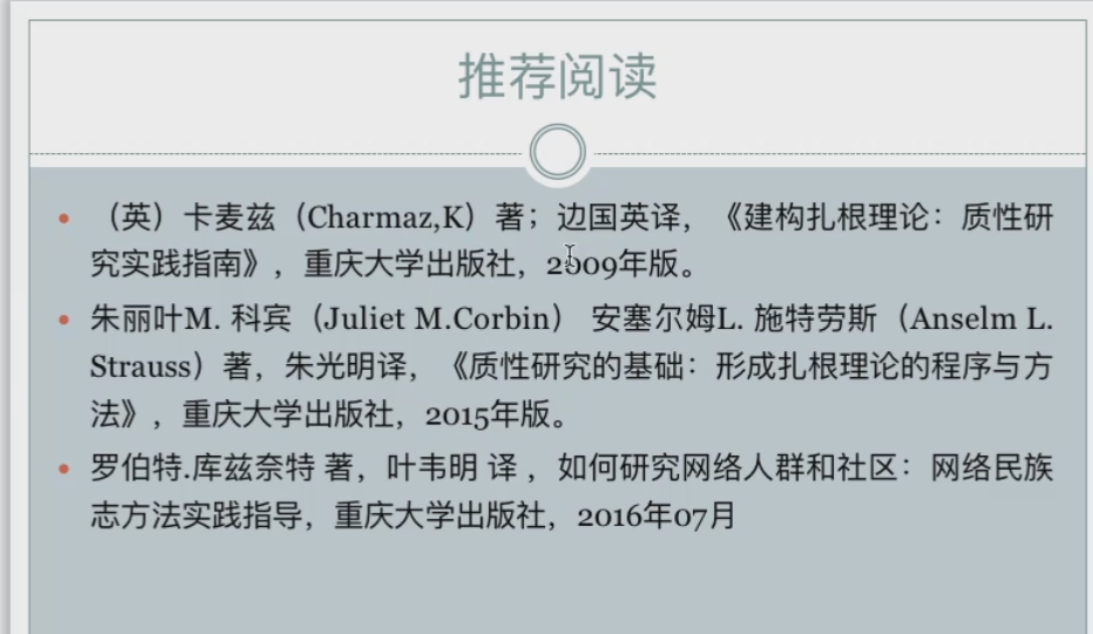 推荐阅读
（英）卡麦兹（Charmaz,K）著；边国英译，《建构扎根理论：质性研
究实践指南》，重庆大学出版社，2009年版。
朱丽叶M. 科宾（Juliet M.Corbin） 安塞尔姆L. 施特劳斯（Anselm L.
Strauss）著，朱光明译，《质性研究的基础：形成扎根理论的程序与方
法》，重庆大学出版社，2015年版。
罗伯特.库兹奈特 著，叶韦明 译 ，如何研究网络人群和社区：网络民族
志方法实践指导，重庆大学出版社，2016年07月